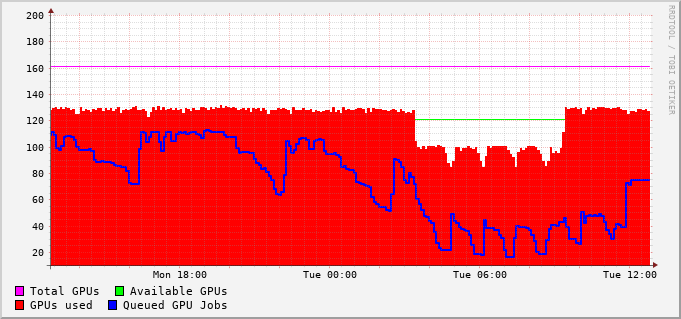 200
180
160
140
120
100
80
60
40
20
Mon 18:00 Tue 00:00 Tue 06:00 Tue 12:00
Total GPUs Available GPUs
GPUs used Queued GPU Jobs
RRDTOOL / TOBI OETIKER